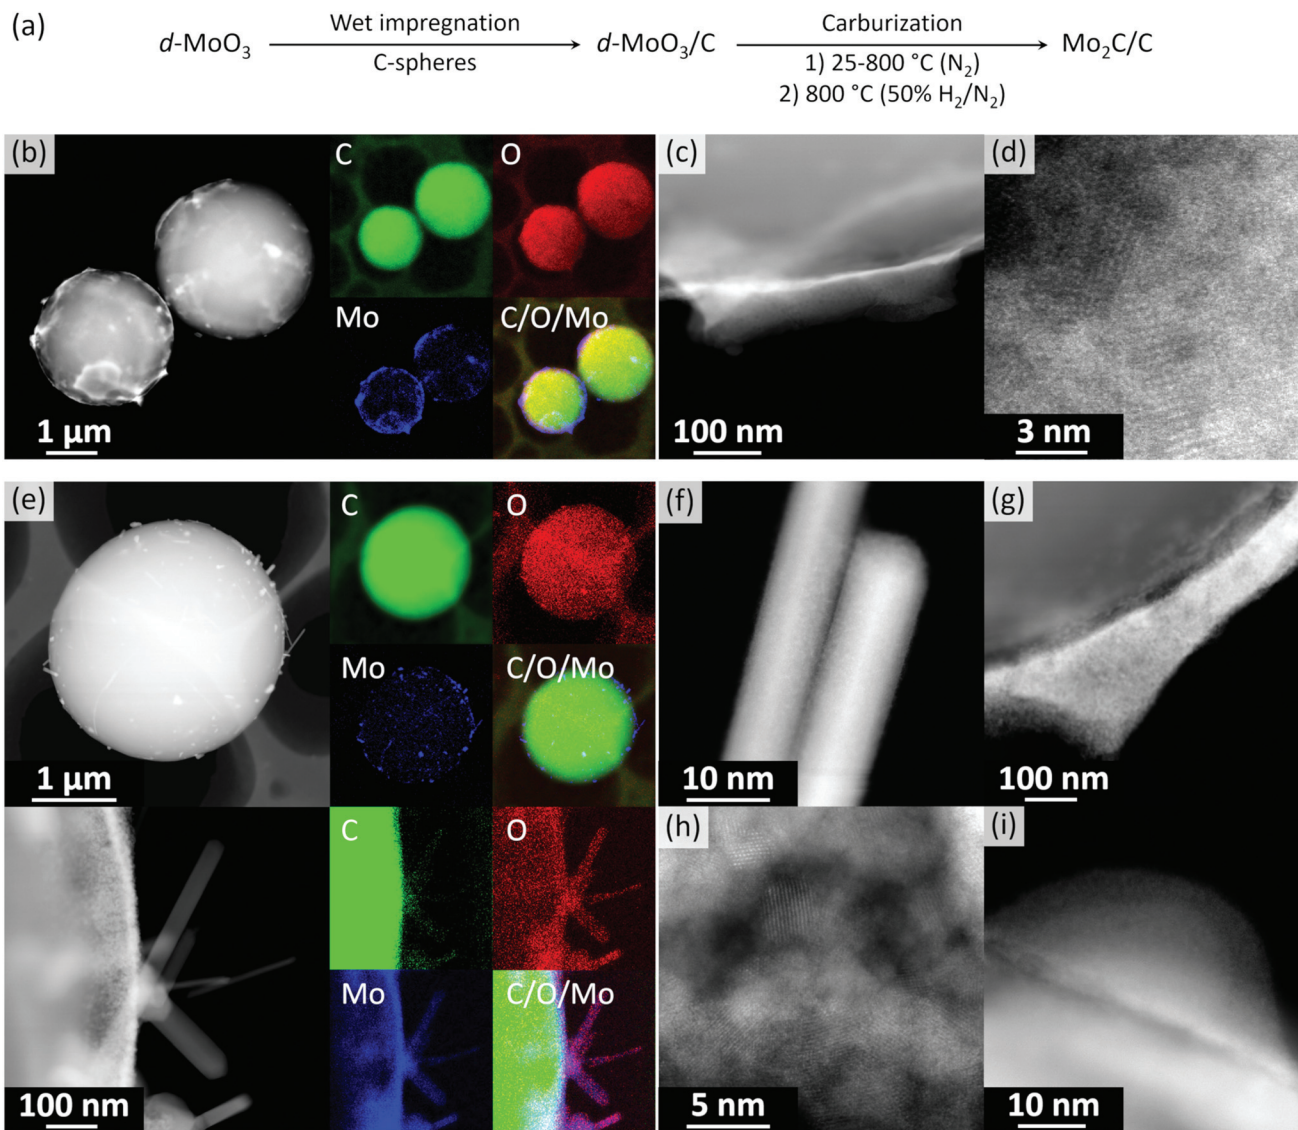 (a)
d-MoO₃
Wet impregnation
C-spheres
d-MoO₃/C
Carburization
1) 25-800 °C (N₂)
2) 800 °C (50% H₂/N₂)
Mo₂C/C
(b)
1 μm
C
O
Mo
C/O/Mo
(c)
100 nm
(d)
3 nm
(e)
1 μm
C
O
Mo
C/O/Mo
(f)
10 nm
(g)
100 nm
100 nm
C
O
Mo
C/O/Mo
(h)
5 nm
(i)
10 nm